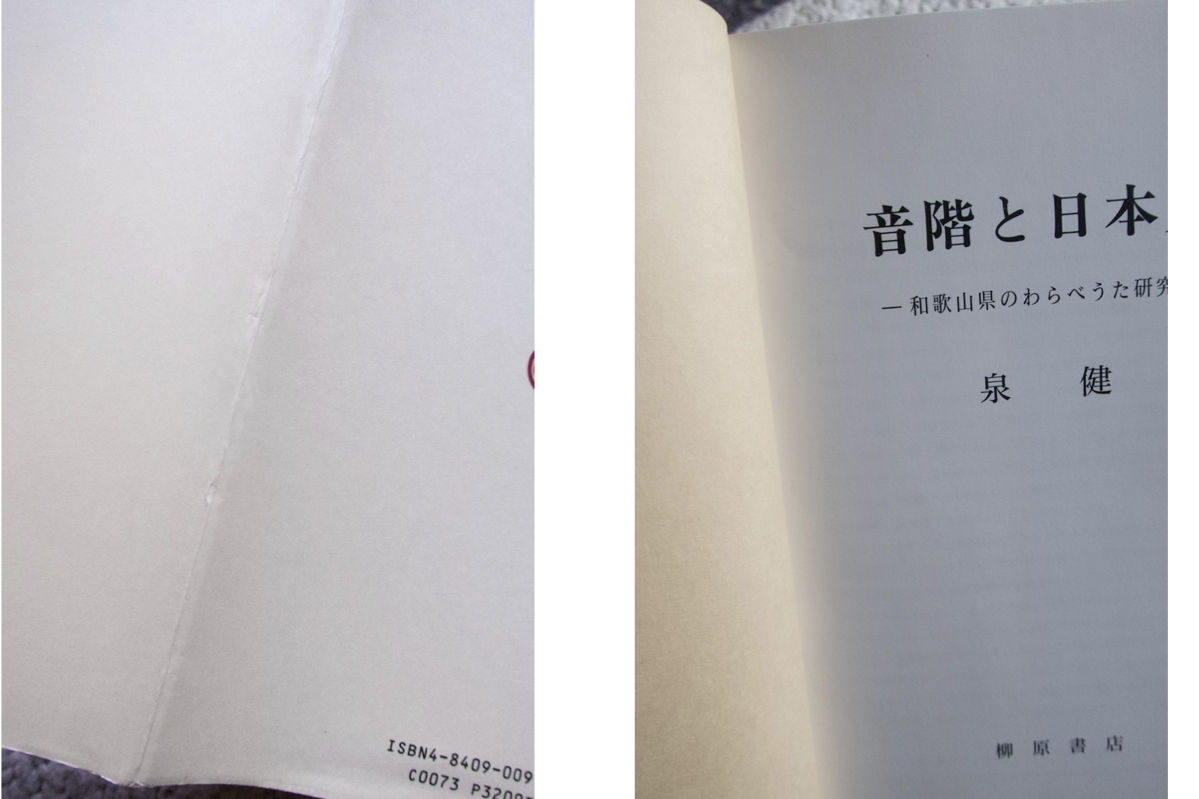 ISBN4-8409-009
C0073 P3200
音階と日本
―和歌山県のわらべうた研究
泉 健
柳原書店